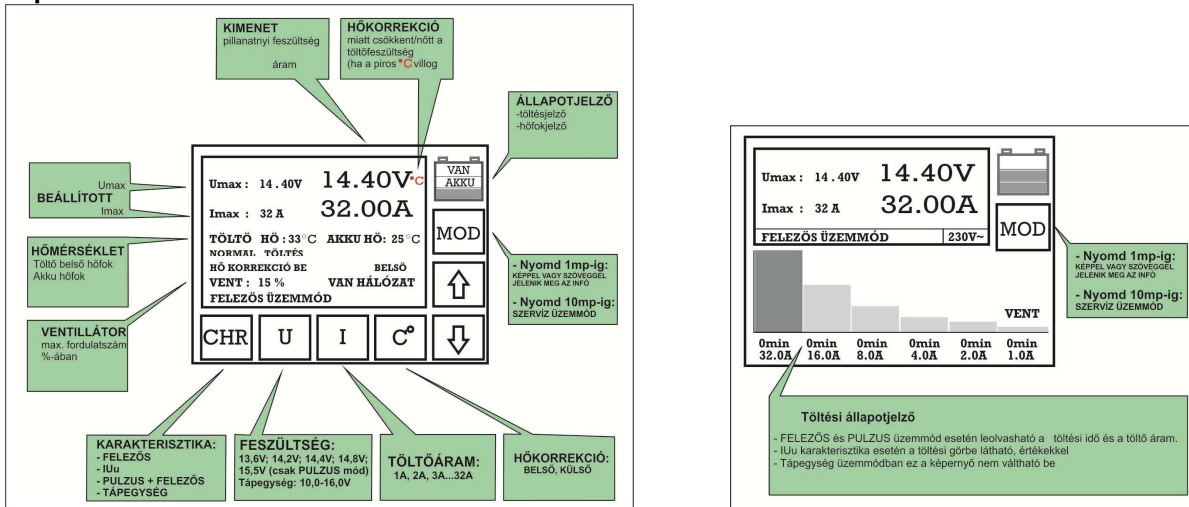 KIMENET
pillanatnyi feszültség
áram
HŐKORREKCIÓ
miatt csökkent/nőtt a
töltőfeszültség
(ha a piros °C villog
ÁLLAPOTJELZŐ
-töltésjelző
-hőfokjelző
Umax
BEÁLLÍTOTT
Imax
HŐMÉRSÉKLET
Töltő belső hőfok
Akku hőfok
VENTILLÁTOR
max. fordulatszám
%-ában
Umax : 14 . 40V 14.40V °C
Imax : 32 A 32.00A
TÖLTÖ HÖ : 33°C AKKU HÖ: 25°C
NORMAL TÖLTÉS
HŐ KORREKCIÓ BE BELSÖ
VENT : 15 % VAN HÁLÓZAT
FELEZÖS ÜZEMMÓD
VAN
AKKU
MOD
CHR U I C°
- Nyomd 1mp-ig:
KÉPPEL VAGY SZÖVEGGEL
JELENIK MEG AZ INFÓ
- Nyomd 10mp-ig:
SZERVÍZ ÜZEMMÓD
KARAKTERISZTIKA:
- FELEZŐS
- IUu
- PULZUS + FELEZŐS
- TÁPEGYSÉG
FESZÜLTSÉG:
13,6V; 14,2V; 14,4V; 14,8V;
15,5V (csak PULZUS mód)
Tápegység: 10,0-16,0V
TÖLTŐÁRAM:
1A, 2A, 3A...32A
HŐKORREKCIÓ:
BELSŐ, KÜLSŐ
Umax : 14 . 40V 14.40V
Imax : 32 A 32.00A
FELEZÖS ÜZEMMÓD 230V~
MOD
VENT
0min 0min 0min 0min 0min 0min
32.0A 16.0A 8.0A 4.0A 2.0A 1.0A
- Nyomd 1mp-ig:
KÉPPEL VAGY SZÖVEGGEL
JELENIK MEG AZ INFÓ
- Nyomd 10mp-ig:
SZERVÍZ ÜZEMMÓD
Töltési állapotjelző
- FELEZŐS és PULZUS üzemmód esetén leolvasható a töltési idő és a töltő áram.
- IUu karakterisztika esetén a töltési görbe látható, értékekkel
- Tápegység üzemmódban ez a képernyő nem váltható be